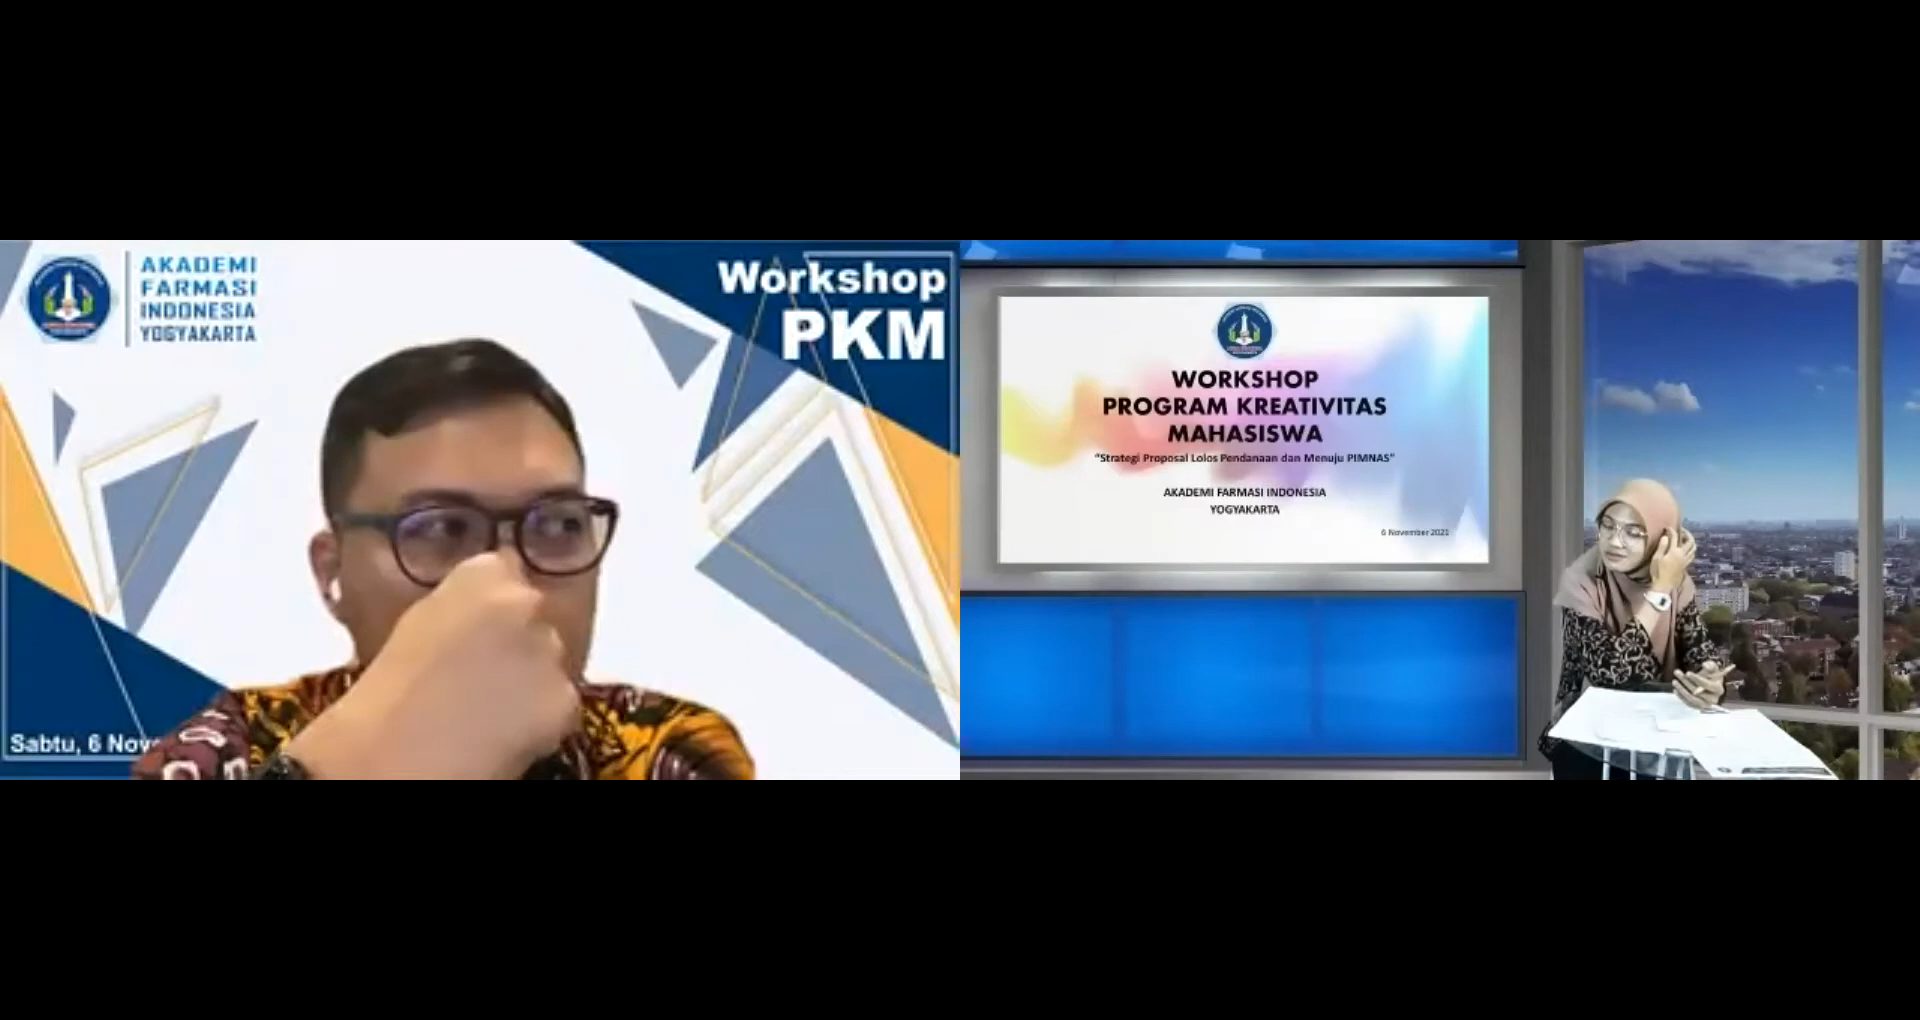 AKADEMI
FARMASI
INDONESIA
YOGYAKARTA
Workshop
PKM
Sabtu, 6 Nov
WORKSHOP
PROGRAM KREATIVITAS
MAHASISWA
“Strategi Proposal Lolos Pendanaan dan Menuju PIMNAS”
AKADEMI FARMASI INDONESIA
YOGYAKARTA
6 November 2021